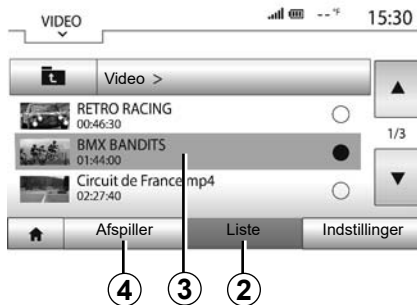 VIDEO
--°F
15:30
Video >
RETRO RACING
00:46:30
1/3
BMX BANDITS
01:44:00
Circuit de France mp4
02:27:40
Afspiller
Liste
Indstillinger
4
3
2